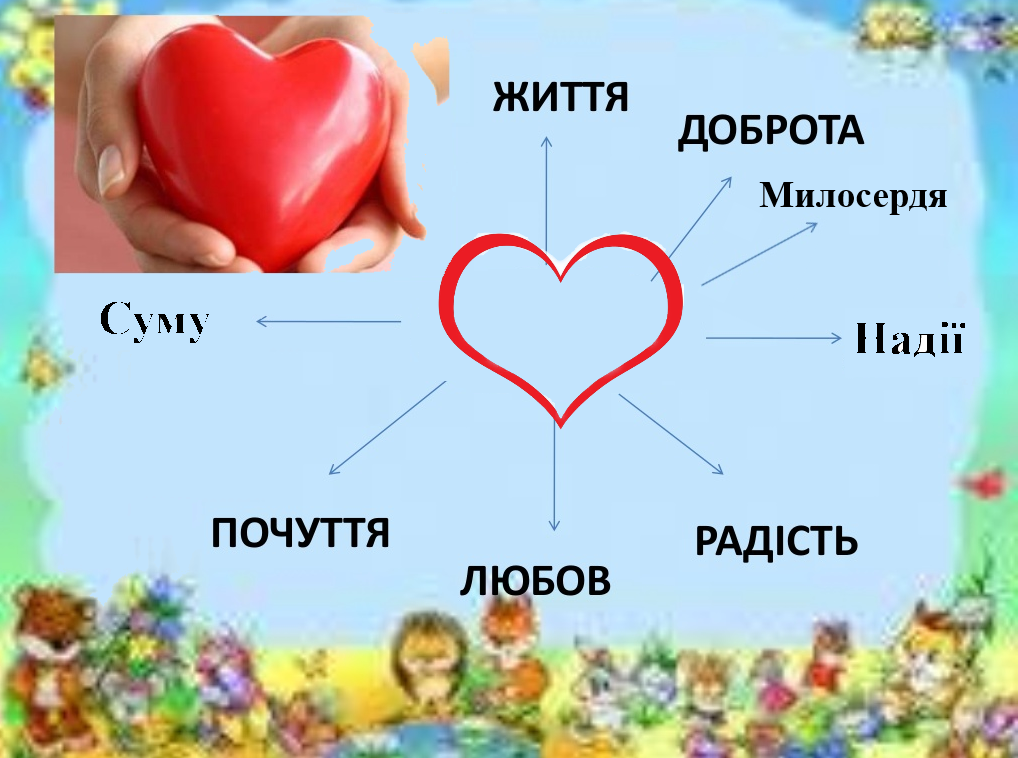 ЖИТТЯ
ДОБРОТА
Милосердя
Суму
Надії
ПОЧУТТЯ
РАДІСТЬ
ЛЮБОВ